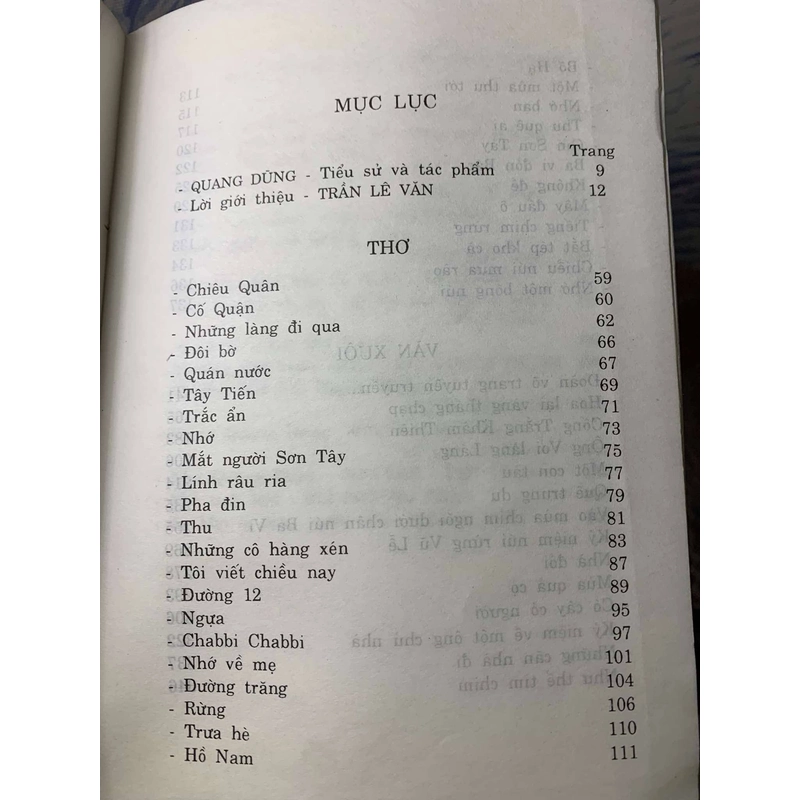 MỤC LỤC
Trang
- QUANG DŨNG - Tiểu sử và tác phẩm 9
- Lời giới thiệu - TRẦN LÊ VĂN 12
THƠ
- Chiêu Quân 59
- Cố Quận 60
- Những làng đi qua 62
- Đôi bờ 66
- Quán nước 67
- Tây Tiến 69
- Trắc ẩn 71
- Nhớ 73
- Mắt người Sơn Tây 75
- Lính râu ria 77
- Pha đin 79
- Thu 81
- Những cô hàng xén 83
- Tôi viết chiều nay 87
- Đường 12 89
- Ngựa 95
- Chabbi Chabbi 97
- Nhớ về mẹ 101
- Đường trăng 104
- Rừng 106
- Trưa hè 110
- Hồ Nam 111